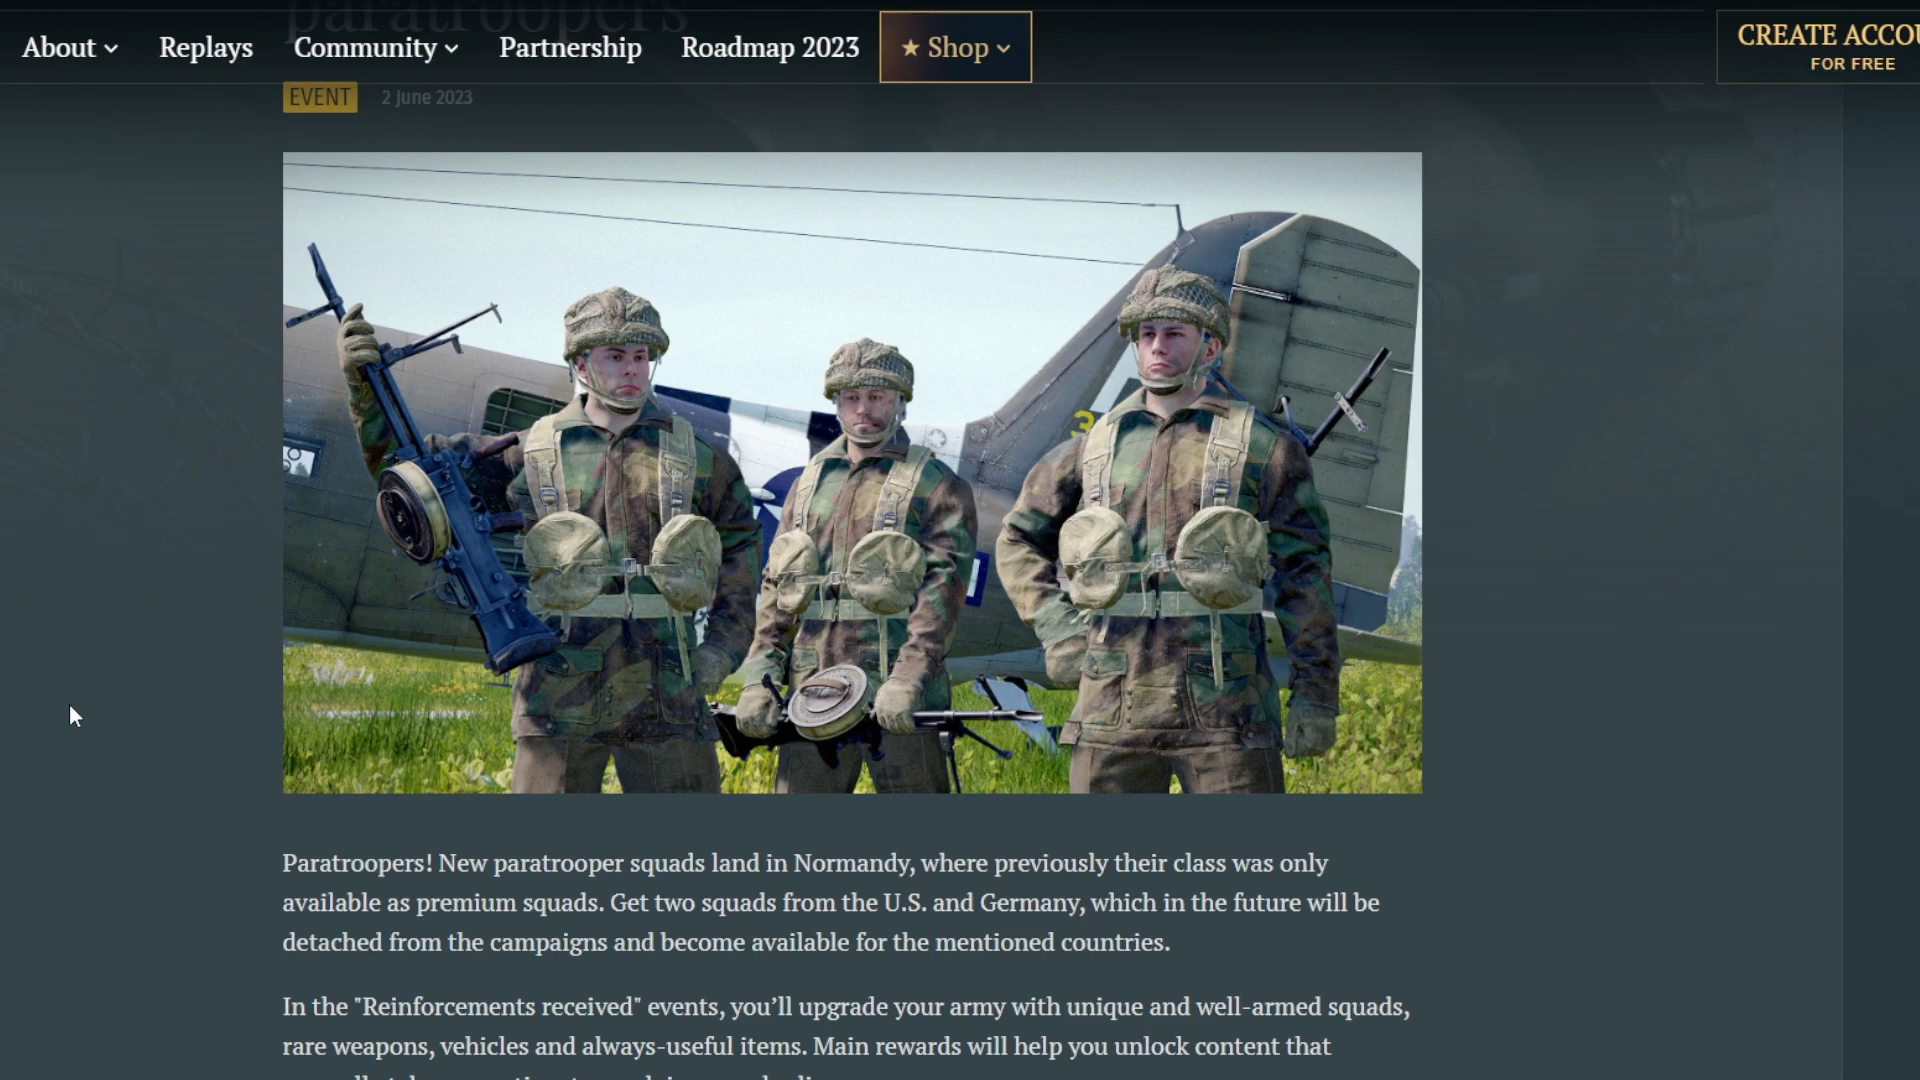 paratroopers
About
Replays
Community
Partnership
Roadmap 2023
★ Shop
CREATE ACCOU
FOR FREE
EVENT
2 June 2023
3
Paratroopers! New paratrooper squads land in Normandy, where previously their class was only
available as premium squads. Get two squads from the U.S. and Germany, which in the future will be
detached from the campaigns and become available for the mentioned countries.
In the "Reinforcements received" events, you’ll upgrade your army with unique and well-armed squads,
rare weapons, vehicles and always-useful items. Main rewards will help you unlock content that